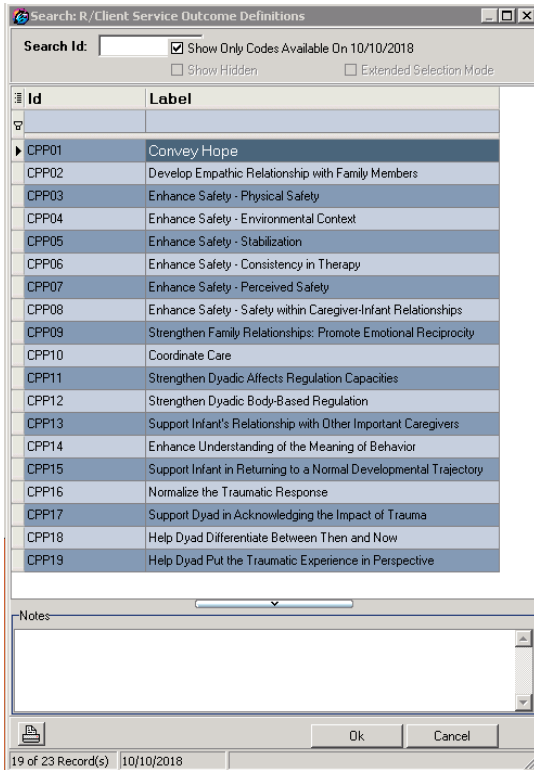 Search: R/Client Service Outcome Definitions
Search Id:
Show Only Codes Available On 10/10/2018
Show Hidden Extended Selection Mode
Id Label
CPP01 Convey Hope
CPP02 Develop Empathic Relationship with Family Members
CPP03 Enhance Safety - Physical Safety
CPP04 Enhance Safety - Environmental Context
CPP05 Enhance Safety - Stabilization
CPP06 Enhance Safety - Consistency in Therapy
CPP07 Enhance Safety - Perceived Safety
CPP08 Enhance Safety - Safety within Caregiver-Infant Relationships
CPP09 Strengthen Family Relationships: Promote Emotional Reciprocity
CPP10 Coordinate Care
CPP11 Strengthen Dyadic Affects Regulation Capacities
CPP12 Strengthen Dyadic Body-Based Regulation
CPP13 Support Infant's Relationship with Other Important Caregivers
CPP14 Enhance Understanding of the Meaning of Behavior
CPP15 Support Infant in Returning to a Normal Developmental Trajectory
CPP16 Normalize the Traumatic Response
CPP17 Support Dyad in Acknowledging the Impact of Trauma
CPP18 Help Dyad Differentiate Between Then and Now
CPP19 Help Dyad Put the Traumatic Experience in Perspective
Notes
Ok Cancel
19 of 23 Record(s) 10/10/2018